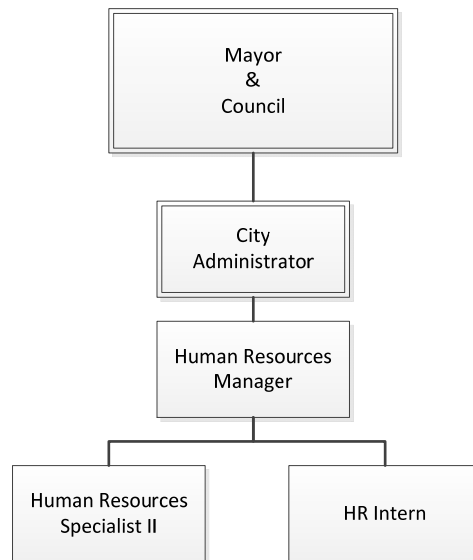 Mayor
&
Council
City
Administrator
Human Resources
Manager
Human Resources
Specialist II
HR Intern